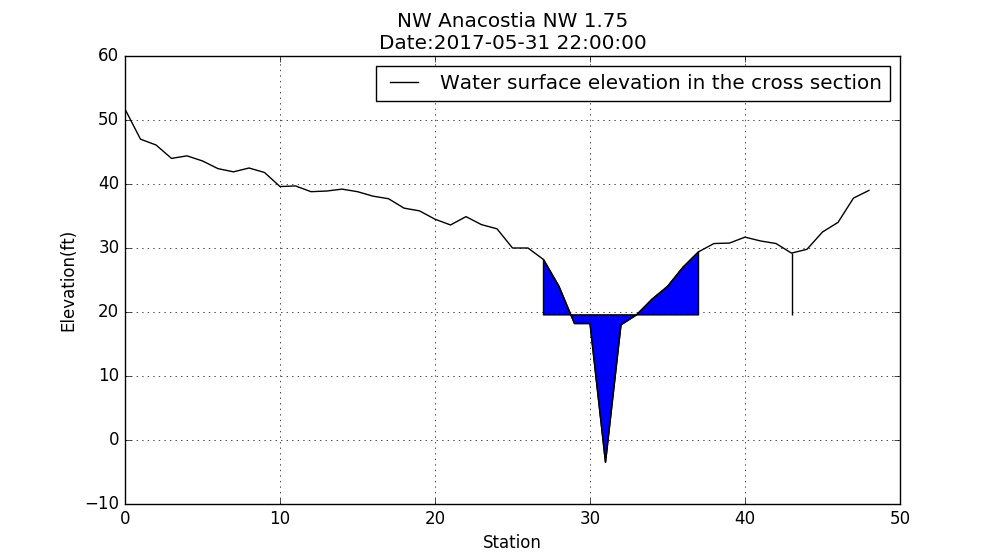 NW Anacostia NW 1.75
Date:2017-05-31 22:00:00
Water surface elevation in the cross section
60
50
40
30
20
10
0
−10
Elevation(ft)
0 10 20 30 40 50
Station